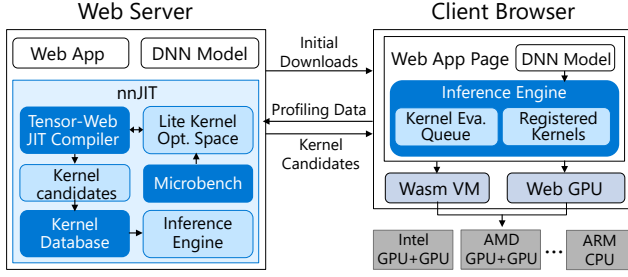 Web Server
Web App
DNN Model
nnJIT
Tensor-Web
JIT Compiler
Lite Kernel
Opt. Space
Kernel
candidates
Microbench
Kernel
Database
Inference
Engine
Initial
Downloads
Profiling Data
Kernel
Candidates
Client Browser
Web App Page
DNN Model
Inference Engine
Kernel Eva.
Queue
Registered
Kernels
Wasm VM
Web GPU
Intel
GPU+GPU
AMD
GPU+GPU
...
ARM
CPU